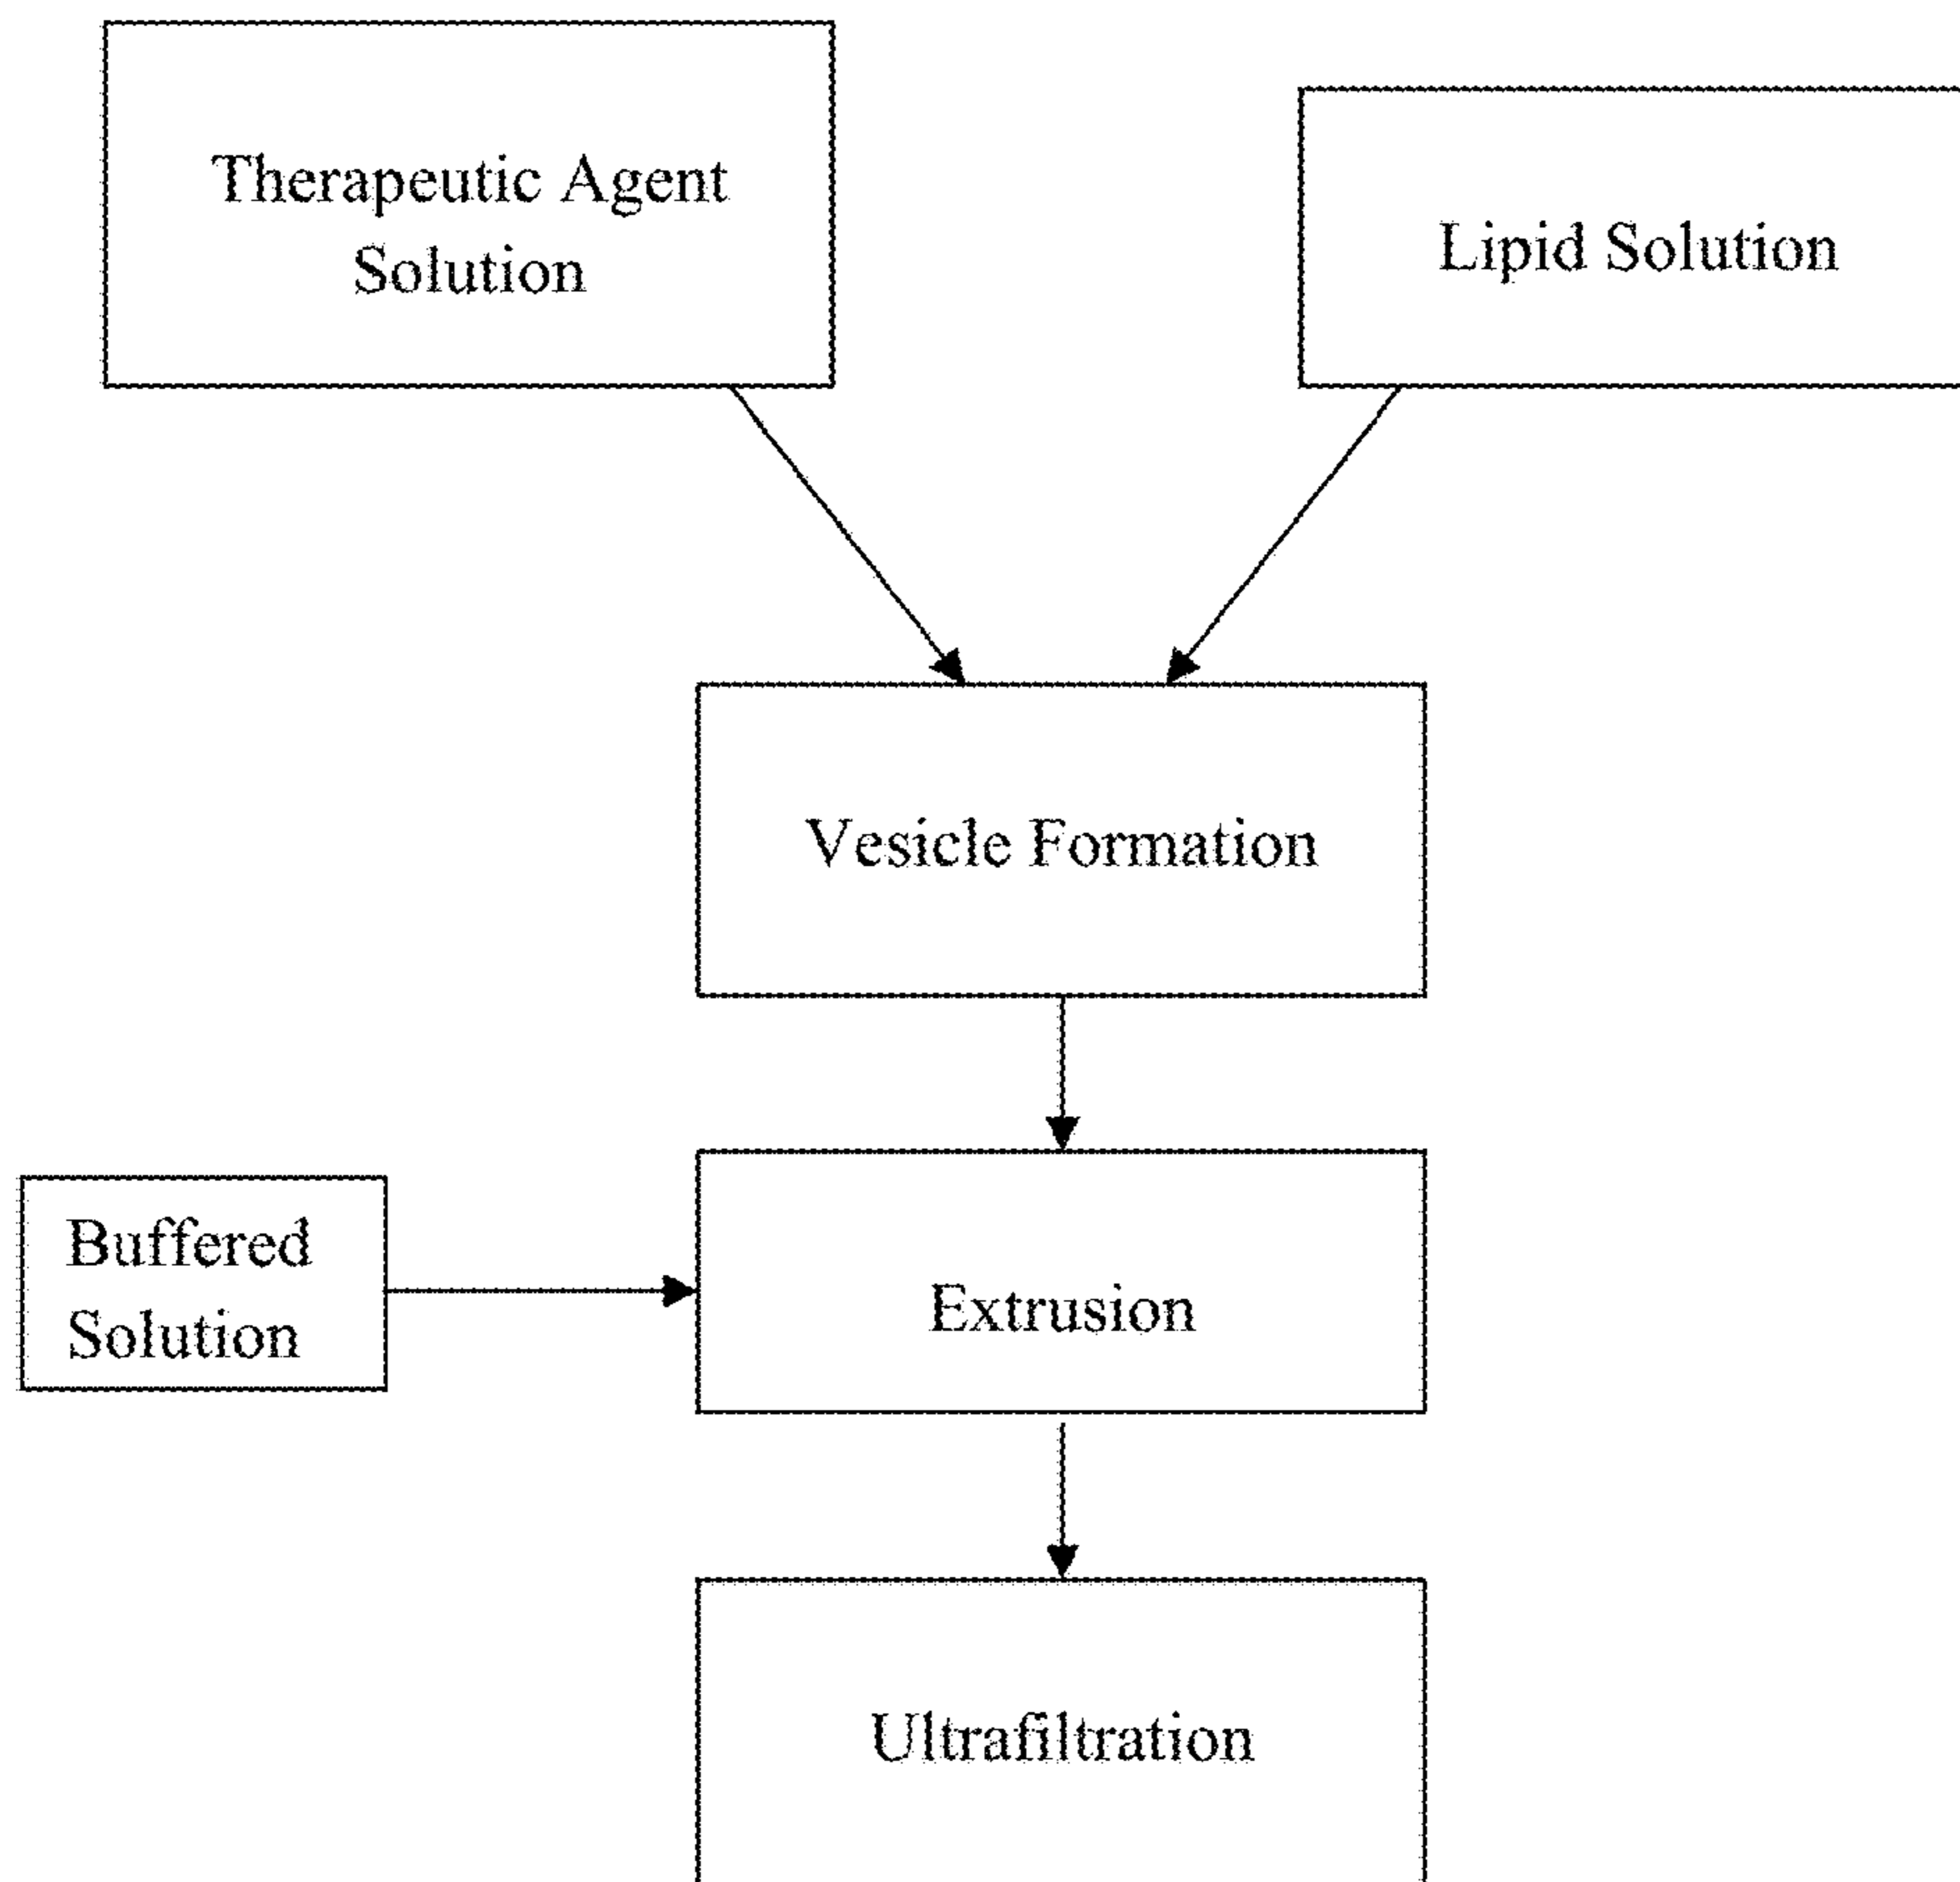 Therapeutic Agent
Solution
Lipid Solution
Vesicle Formation
Buffered
Solution
Extrusion
Ultrafiltration